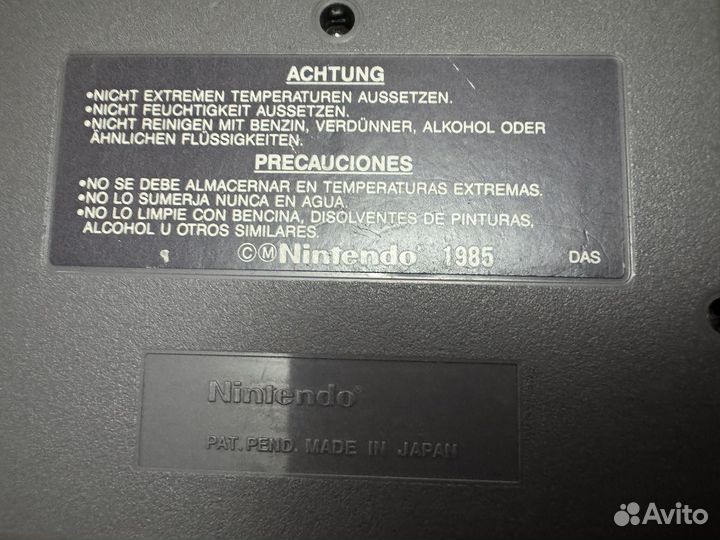 ACHTUNG
•NICHT EXTREMEN TEMPERATUREN AUSSETZEN.
•NICHT FEUCHTIGKEIT AUSSETZEN.
•NICHT REINIGEN MIT BENZIN, VERDÜNNER, ALKOHOL ODER
ÄHNLICHEN FLÜSSIGKEITEN.
PRECAUCIONES
•NO SE DEBE ALMACERNAR EN TEMPERATURAS EXTREMAS.
•NO LO SUMERJA NUNCA EN AGUA.
•NO LO LIMPIE CON BENCINA, DISOLVENTES DE PINTURAS,
ALCOHOL U OTROS SIMILARES.
©Ⓜ Nintendo 1985 DAS
Nintendo®
PAT. PEND. MADE IN JAPAN
Avito